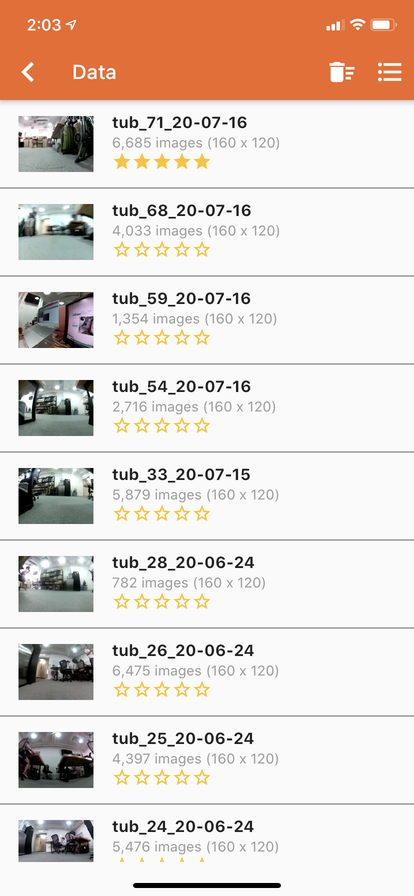 2:03
Data
tub_71_20-07-16
6,685 images (160 x 120)
tub_68_20-07-16
4,033 images (160 x 120)
tub_59_20-07-16
1,354 images (160 x 120)
tub_54_20-07-16
2,716 images (160 x 120)
tub_33_20-07-15
5,879 images (160 x 120)
tub_28_20-06-24
782 images (160 x 120)
tub_26_20-06-24
6,475 images (160 x 120)
tub_25_20-06-24
4,397 images (160 x 120)
tub_24_20-06-24
5,476 images (160 x 120)